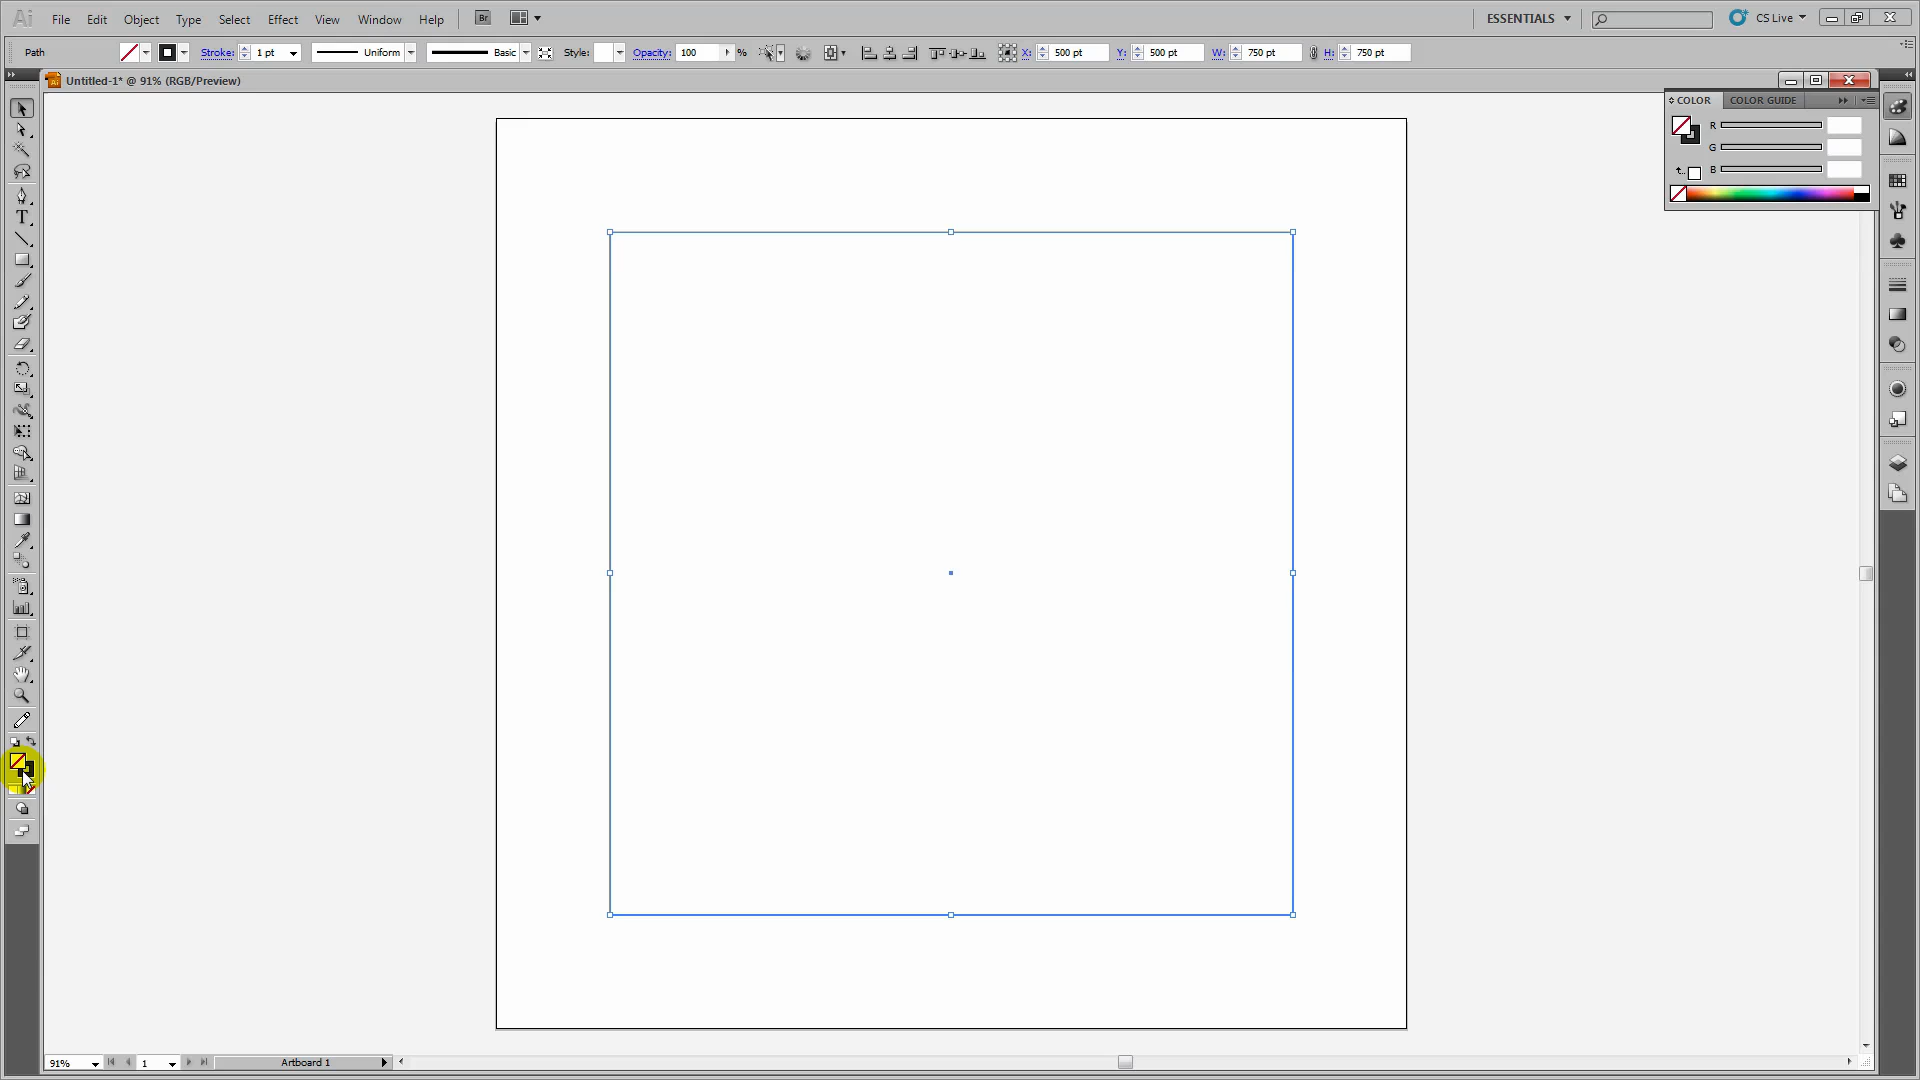 Ai File Edit Object Type Select Effect View Window Help Br ESSENTIALS CS Live
Path Stroke: 1 pt Uniform Basic Style: Opacity: 100 % X: 500 pt Y: 500 pt W: 750 pt H: 750 pt
Untitled-1* @ 91% (RGB/Preview)
COLOR COLOR GUIDE
R
G
B
T
91% 1 Artboard 1